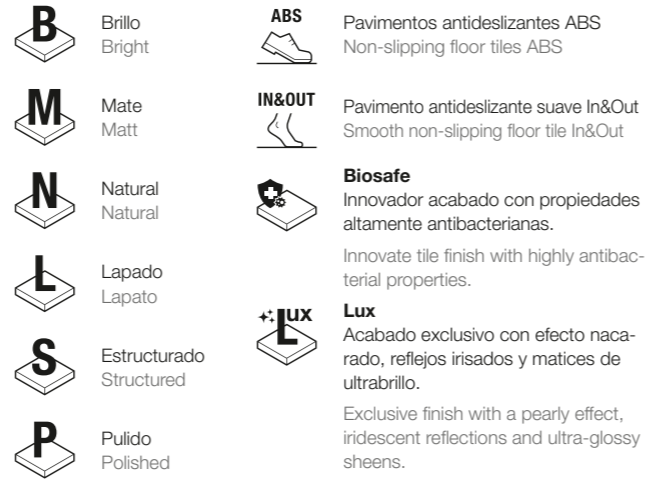 B
Brillo
Bright
M
Mate
Matt
N
Natural
Natural
L
Lapado
Lapato
S
Estructurado
Structured
P
Pulido
Polished
ABS
Pavimentos antideslizantes ABS
Non-slipping floor tiles ABS
IN&OUT
Pavimento antideslizante suave In&Out
Smooth non-slipping floor tile In&Out
Biosafe
Innovador acabado con propiedades
altamente antibacterianas.
Innovate tile finish with highly antibac-
terial properties.
Lux
Lux
Acabado exclusivo con efecto naca-
rado, reflejos irisados y matices de
ultrabrillo.
Exclusive finish with a pearly effect,
iridescent reflections and ultra-glossy
sheens.